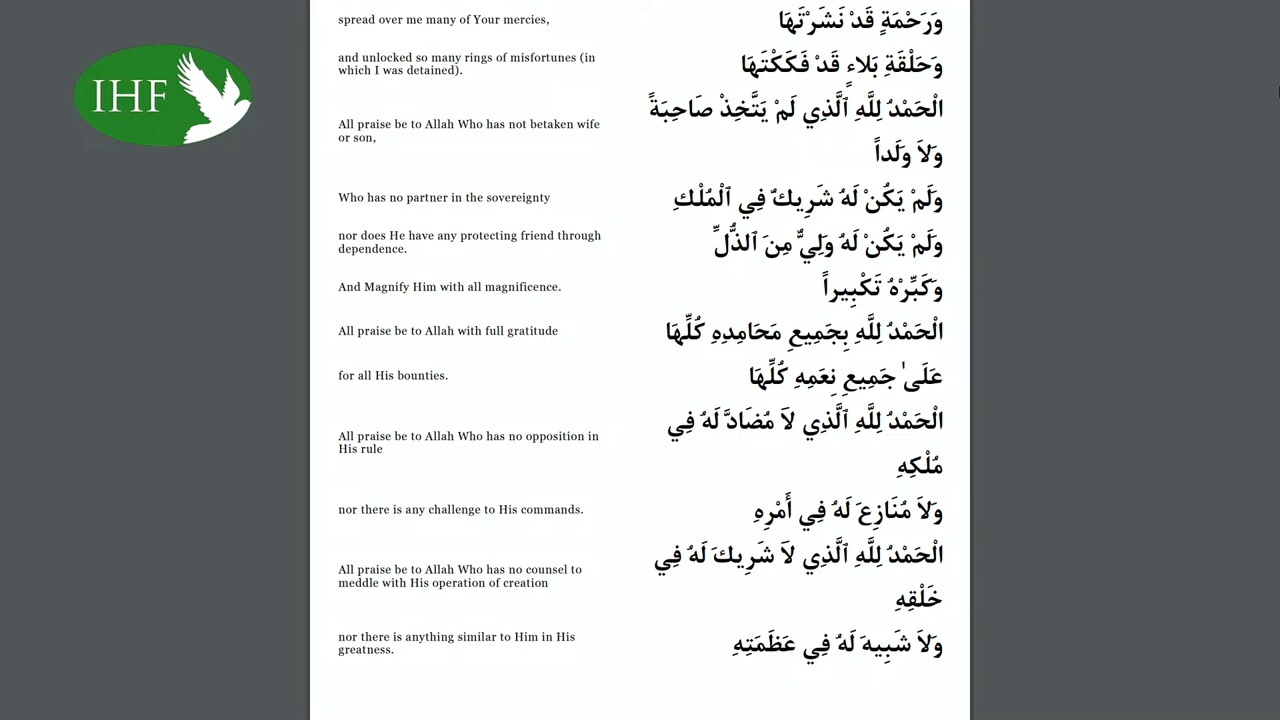 IHF
spread over me many of Your mercies,
وَرَحْمَةٍ قَدْ نَشَرْتَهَا
and unlocked so many rings of misfortunes (in
which I was detained).
وَحَلْقَةِ بَلاءٍ قَدْ فَكَكْتَهَا
All praise be to Allah Who has not betaken wife
or son,
الْحَمْدُ لِلَّهِ ٱلَّذِي لَمْ يَتَّخِذْ صَاحِبَةً
وَلاَ وَلَداً
Who has no partner in the sovereignty
وَلَمْ يَكُنْ لَهُ شَرِيكٌ فِي ٱلْمُلْكِ
nor does He have any protecting friend through
dependence.
وَلَمْ يَكُنْ لَهُ وَلِيٌّ مِنَ ٱلذُّلِّ
And Magnify Him with all magnificence.
وَكَبِّرْهُ تَكْبِيراً
All praise be to Allah with full gratitude
الْحَمْدُ لِلَّهِ بِجَمِيعِ مَحَامِدِهِ كُلِّهَا
for all His bounties.
عَلَىٰ جَمِيعِ نِعَمِهِ كُلِّهَا
All praise be to Allah Who has no opposition in
His rule
الْحَمْدُ لِلَّهِ ٱلَّذِي لاَ مُضَادَّ لَهُ فِي
مُلْكِهِ
nor there is any challenge to His commands.
وَلاَ مُنَازِعَ لَهُ فِي أَمْرِهِ
All praise be to Allah Who has no counsel to
meddle with His operation of creation
الْحَمْدُ لِلَّهِ ٱلَّذِي لاَ شَرِيكَ لَهُ فِي
خَلْقِهِ
nor there is anything similar to Him in His
greatness.
وَلاَ شَبِيهَ لَهُ فِي عَظَمَتِهِ